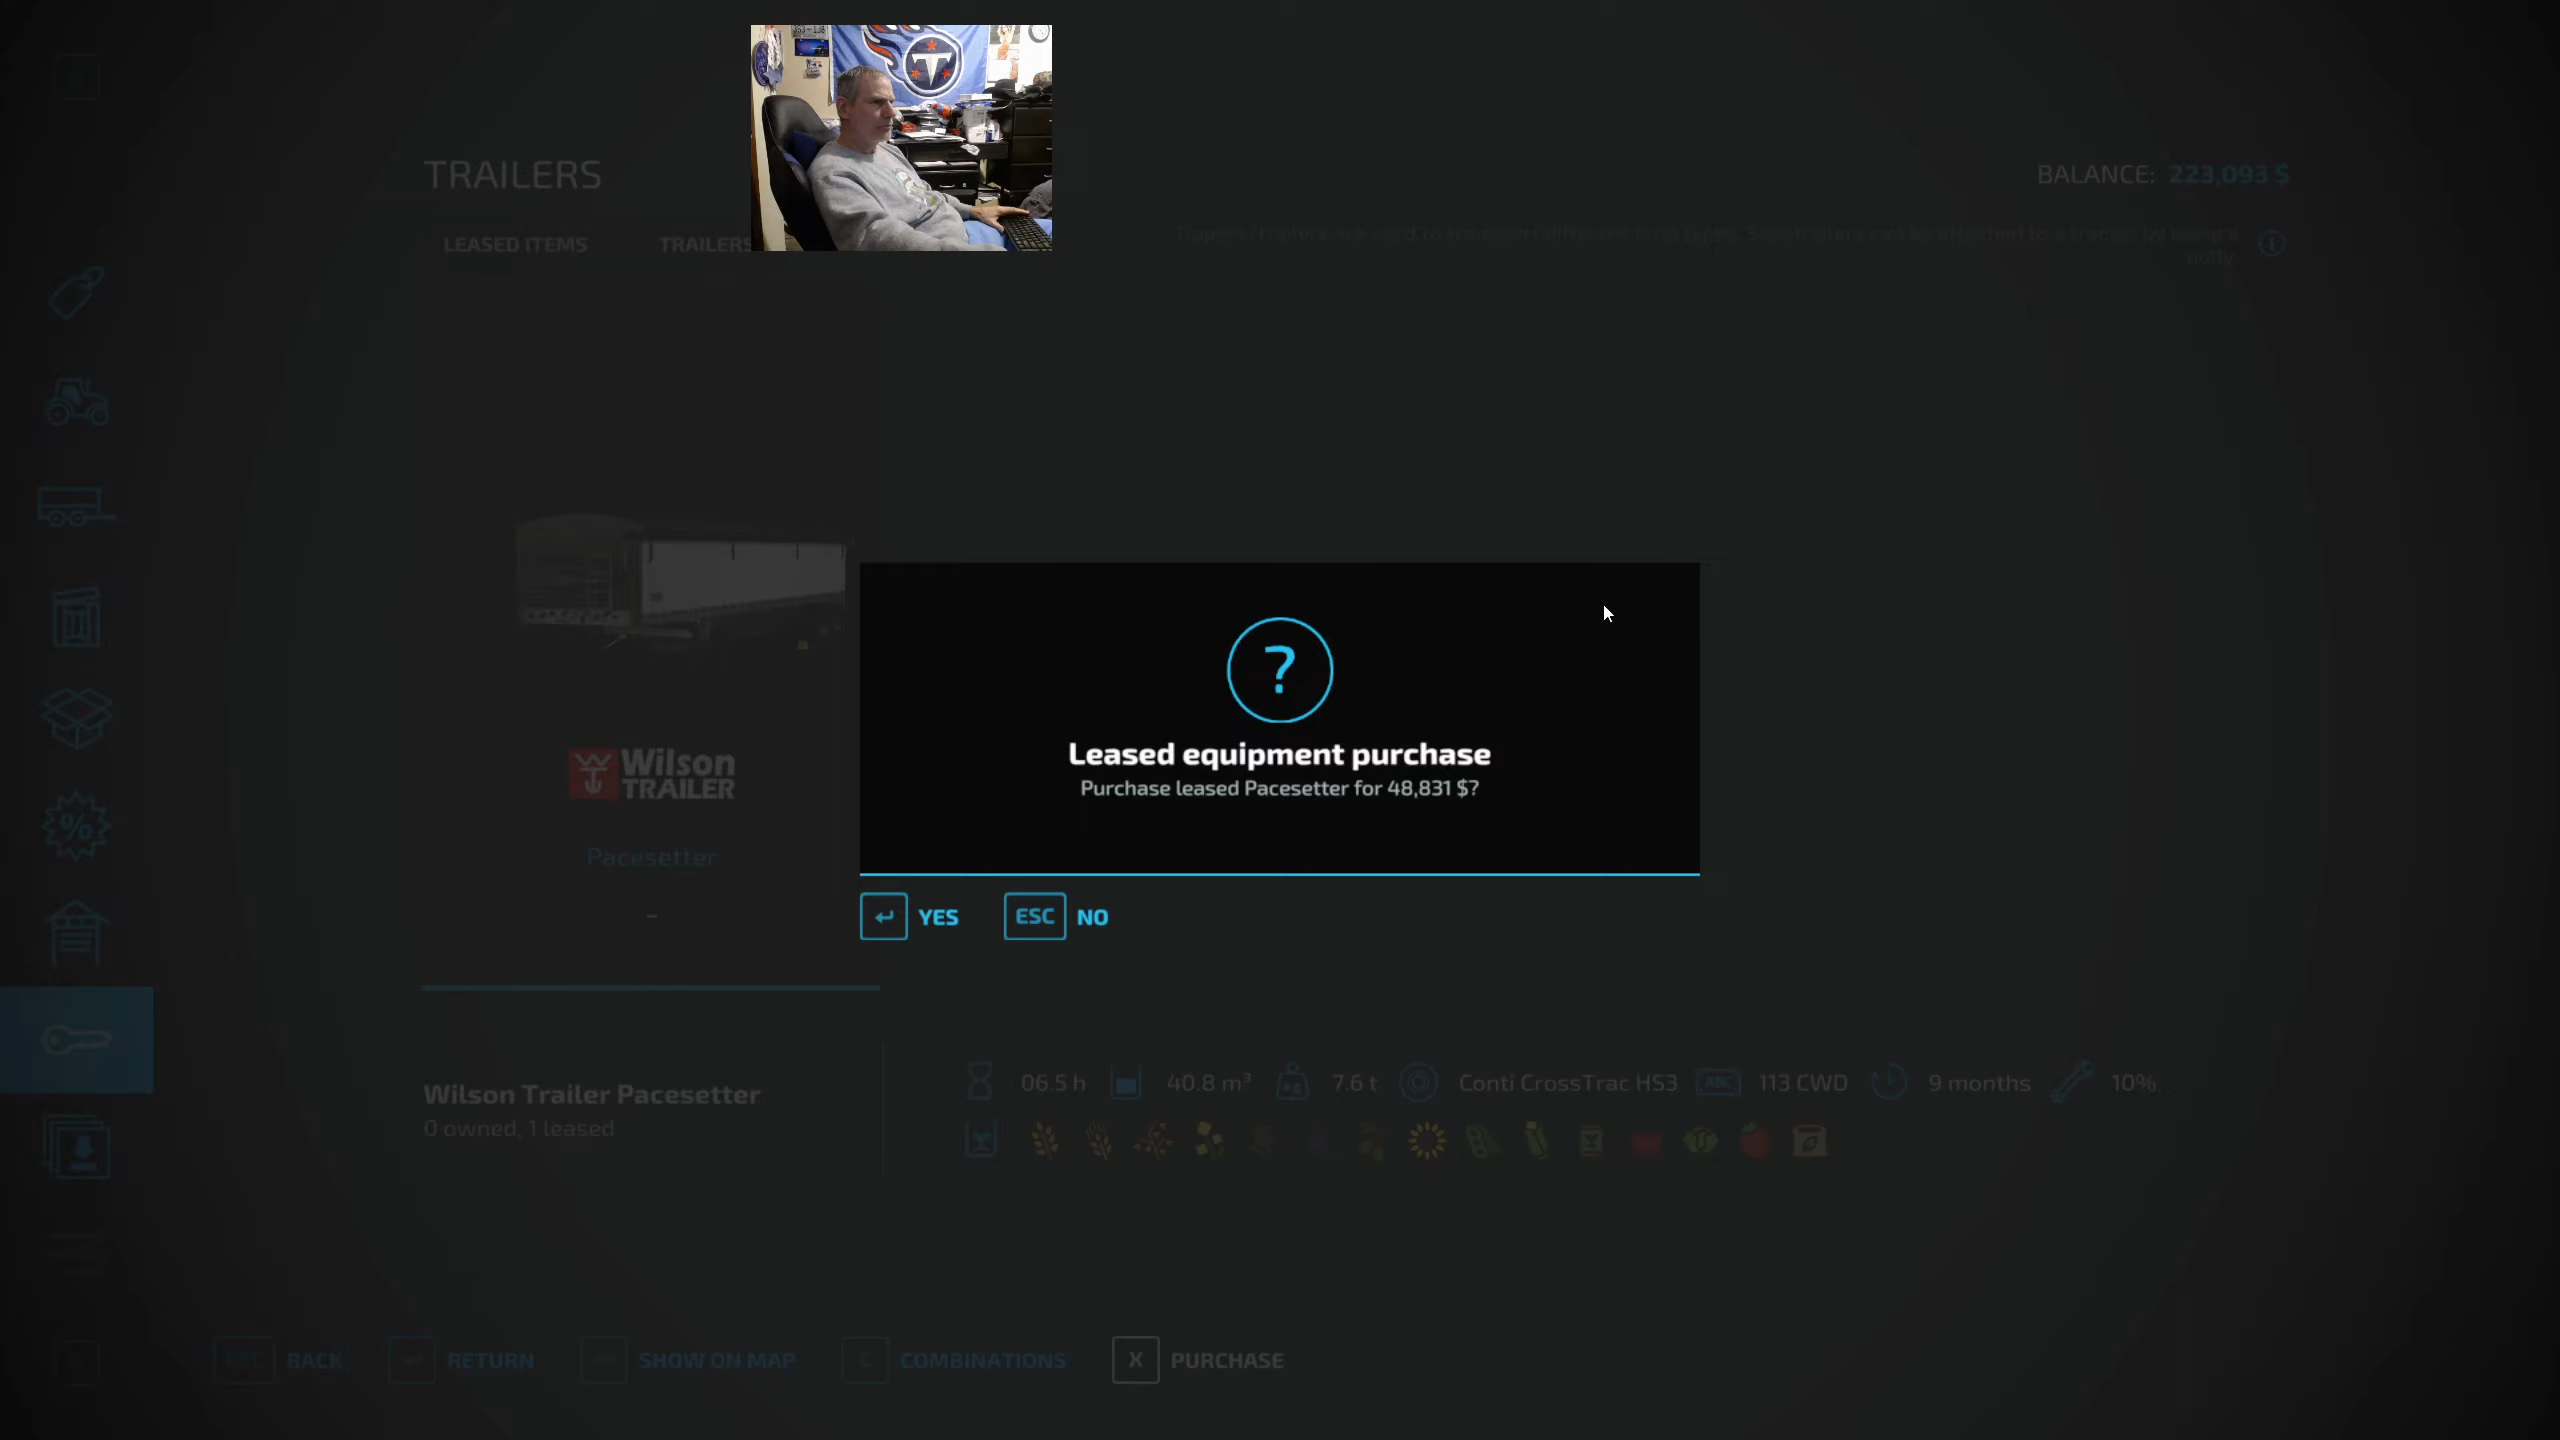 TRAILERS
BALANCE: 223,093 $
LEASED ITEMS
TRAILERS
Leased equipment purchase
Purchase leased Pacesetter for 48,831 $?
Wilson
TRAILER
Pacesetter
–
YES
ESC NO
Wilson Trailer Pacesetter
0 owned, 1 leased
06.5 h
40.8 m³
7.6 t
Conti CrossTrac HS3
ABC 113 CWD
9 months
10%
ESC BACK
RETURN
SHOW ON MAP
COMBINATIONS
X PURCHASE